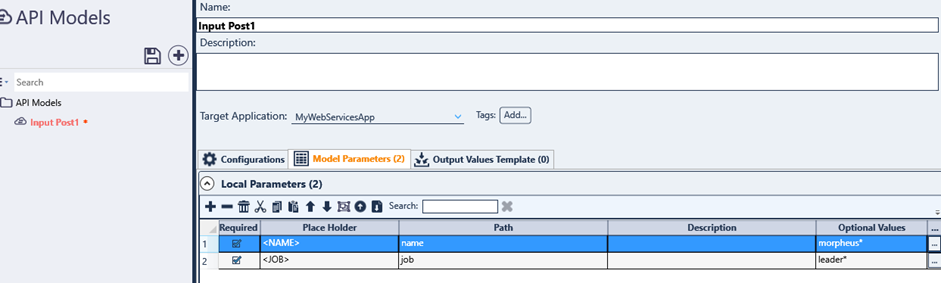 API Models
Search
API Models
Input Post1
Name:
Input Post1
Description:
Target Application: MyWebServicesApp Tags: Add...
Configurations Model Parameters (2) Output Values Template (0)
Local Parameters (2)
Search:
Required Place Holder Path Description Optional Values ...
1 <NAME> name morpheus* ...
2 <JOB> job leader* ...